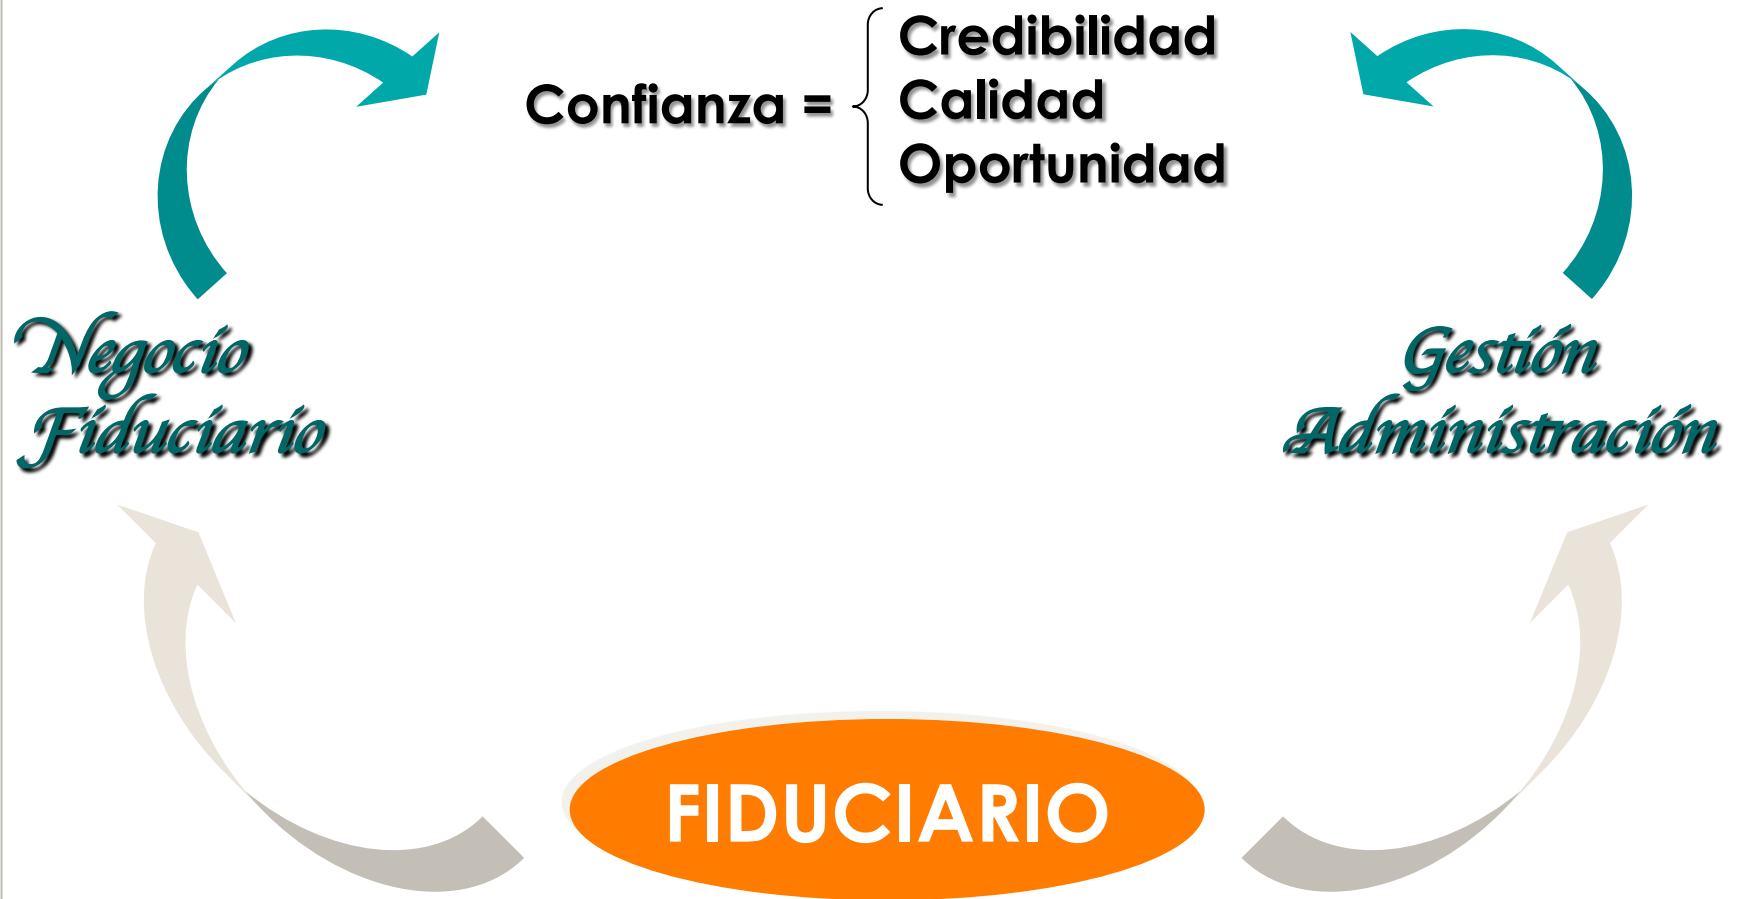 Confianza =
Credibilidad
Calidad
Oportunidad
Negocio
Fiduciario
Gestión
Administración
FIDUCIARIO